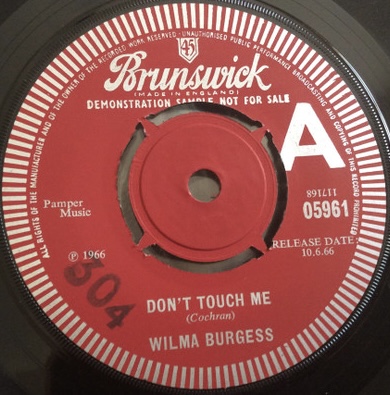 ALL RIGHTS OF THE MANUFACTURER AND OF THE OWNER OF THE RECORDED WORK RESERVED · UNAUTHORISED PUBLIC PERFORMANCE BROADCASTING AND COPYING OF THIS RECORD PROHIBITED
45
Brunswick
(MADE IN ENGLAND)
DEMONSTRATION SAMPLE NOT FOR SALE
A
117168
Pamper
Music
05961
RELEASE DATE:
10.6.66
℗ 1966
304
DON'T TOUCH ME
(Cochran)
WILMA BURGESS